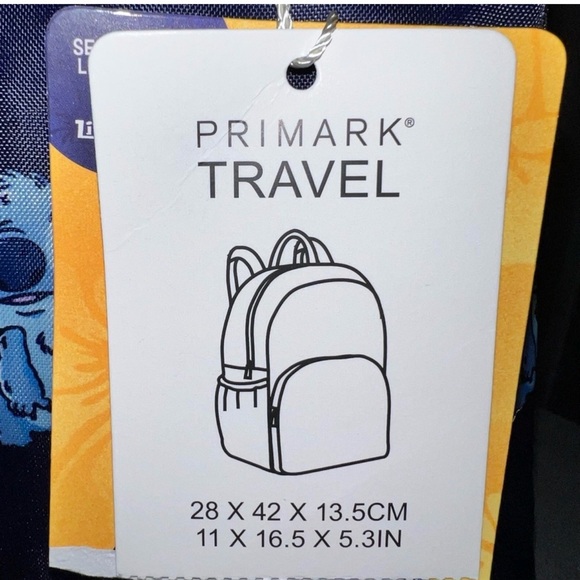 PRIMARK®
TRAVEL
28 X 42 X 13.5CM
11 X 16.5 X 5.3IN